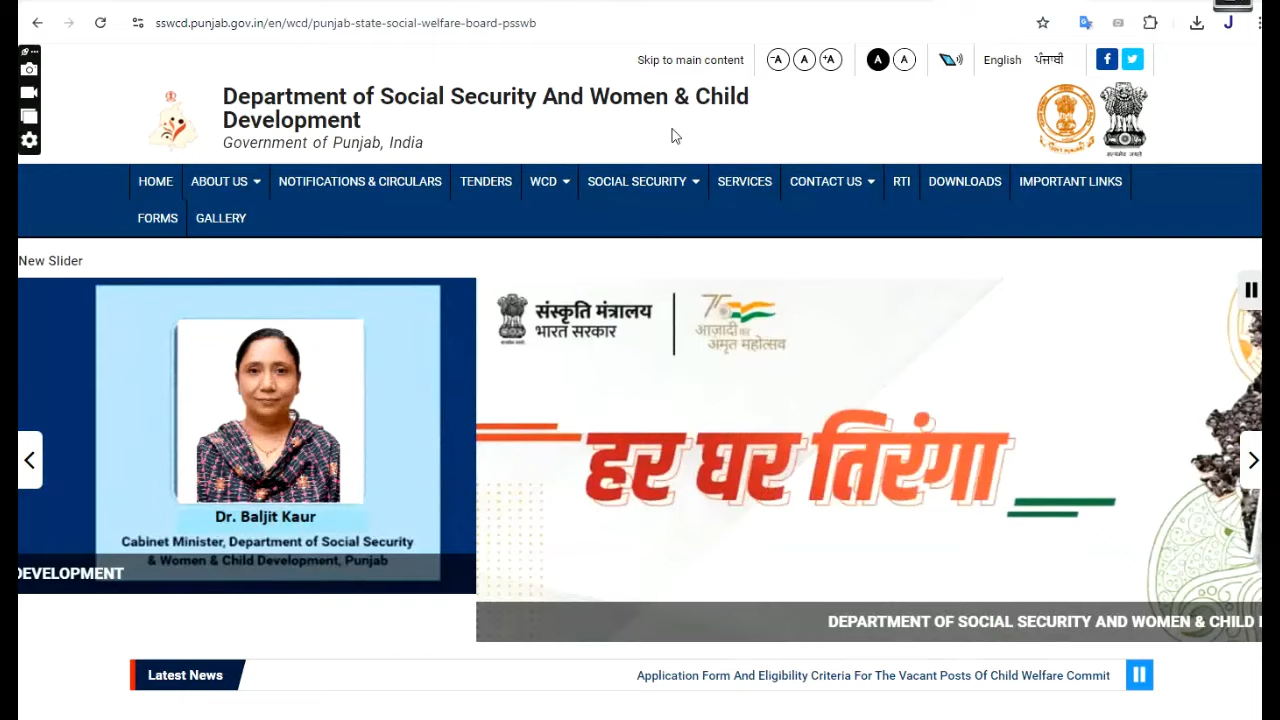 sswcd.punjab.gov.in/en/wcd/punjab-state-social-welfare-board-psswb
J
Skip to main content
-A A +A A A
English ਪੰਜਾਬੀ
Department of Social Security And Women & Child
Development
Government of Punjab, India
सत्यमेव जयते
HOME ABOUT US NOTIFICATIONS & CIRCULARS TENDERS WCD SOCIAL SECURITY SERVICES CONTACT US RTI DOWNLOADS IMPORTANT LINKS
FORMS GALLERY
New Slider
संस्कृति मंत्रालय
भारत सरकार
आज़ादी का
अमृत महोत्सव
हर घर तिरंगा
Dr. Baljit Kaur
Cabinet Minister, Department of Social Security
& Women & Child Development, Punjab
DEVELOPMENT
DEPARTMENT OF SOCIAL SECURITY AND WOMEN & CHILD
Latest News
Application Form And Eligibility Criteria For The Vacant Posts Of Child Welfare Commit